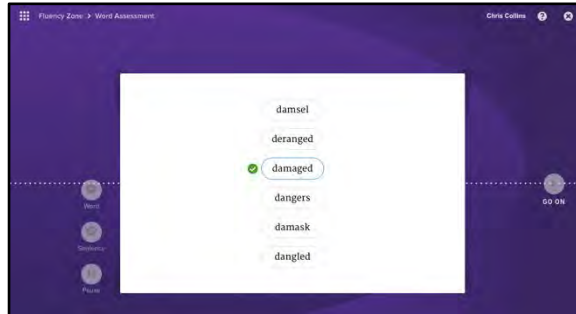 Fluency Zone > Word Assessment
Chris Collins
?
damsel
deranged
damaged
dangers
damask
dangled
Word
Sentence
Pause
GO ON